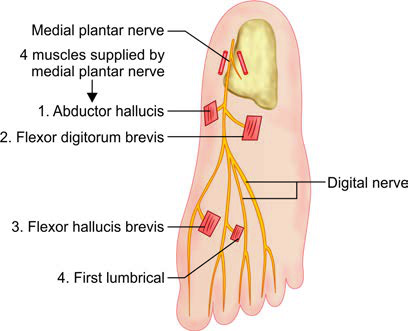 Medial plantar nerve
4 muscles supplied by
medial plantar nerve
1. Abductor hallucis
2. Flexor digitorum brevis
Digital nerve
3. Flexor hallucis brevis
4. First lumbrical